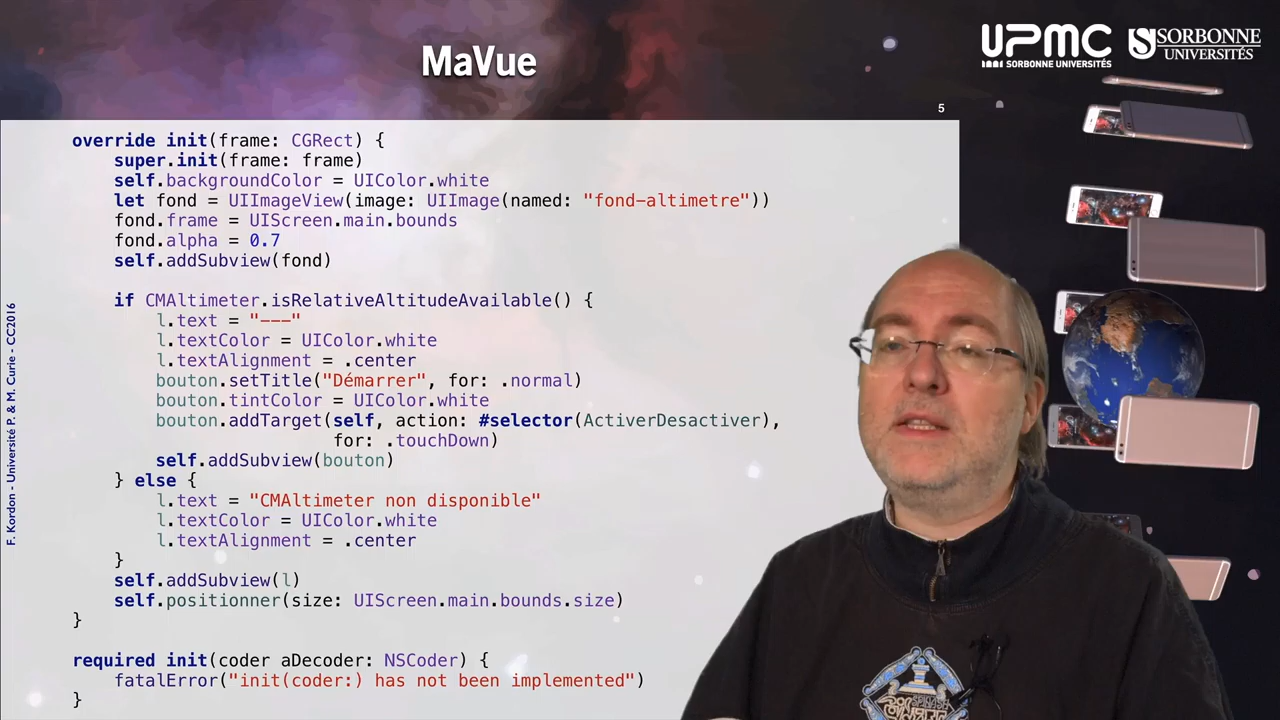 MaVue
UPMC
SORBONNE UNIVERSITÉS
SORBONNE
UNIVERSITÉS
5
override init(frame: CGRect) {
super.init(frame: frame)
self.backgroundColor = UIColor.white
let fond = UIImageView(image: UIImage(named: "fond-altimetre"))
fond.frame = UIScreen.main.bounds
fond.alpha = 0.7
self.addSubview(fond)
if CMAltimeter.isRelativeAltitudeAvailable() {
l.text = "---"
l.textColor = UIColor.white
l.textAlignment = .center
bouton.setTitle("Démarrer", for: .normal)
bouton.tintColor = UIColor.white
bouton.addTarget(self, action: #selector(ActiverDesactiver),
for: .touchDown)
self.addSubview(bouton)
} else {
l.text = "CMAltimeter non disponible"
l.textColor = UIColor.white
l.textAlignment = .center
}
self.addSubview(l)
self.positionner(size: UIScreen.main.bounds.size)
}
required init(coder aDecoder: NSCoder) {
fatalError("init(coder:) has not been implemented")
}
F. Kordon - Université P. & M. Curie - CC2016